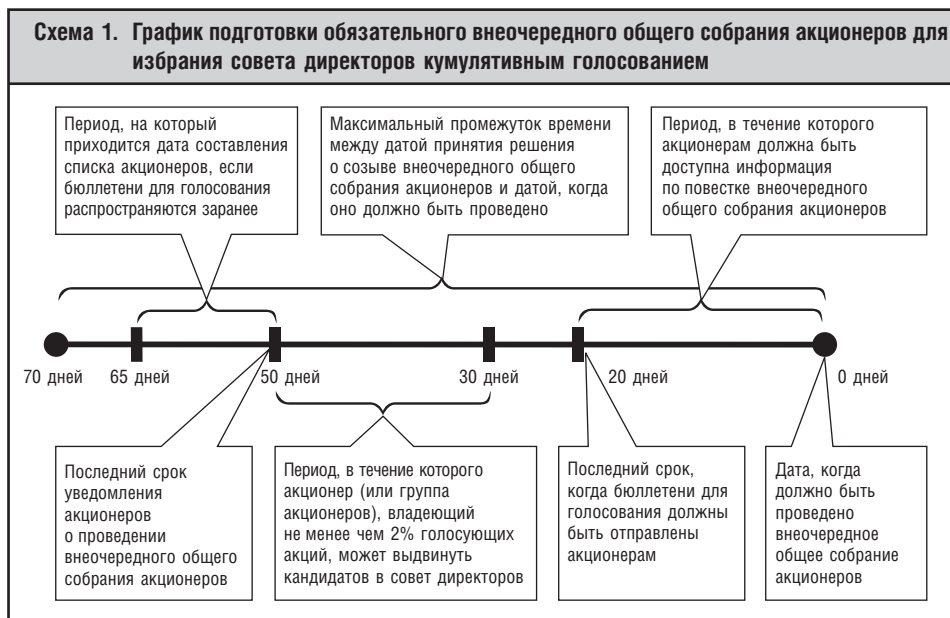 Схема 1. График подготовки обязательного внеочередного общего собрания акционеров для
избрания совета директоров кумулятивным голосованием
Период, на который
приходится дата составления
списка акционеров, если
бюллетени для голосования
распространяются заранее
Максимальный промежуток времени
между датой принятия решения
о созыве внеочередного общего
собрания акционеров и датой, когда
оно должно быть проведено
Период, в течение которого
акционерам должна быть
доступна информация
по повестке внеочередного
общего собрания акционеров
70 дней 65 дней 50 дней 30 дней 20 дней 0 дней
Последний срок
уведомления
акционеров
о проведении
внеочередного общего
собрания акционеров
Период, в течение которого
акционер (или группа
акционеров), владеющий
не менее чем 2% голосующих
акций, может выдвинуть
кандидатов в совет директоров
Последний срок,
когда бюллетени для
голосования должны
быть отправлены
акционерам
Дата, когда
должно быть
проведено
внеочередное
общее собрание
акционеров